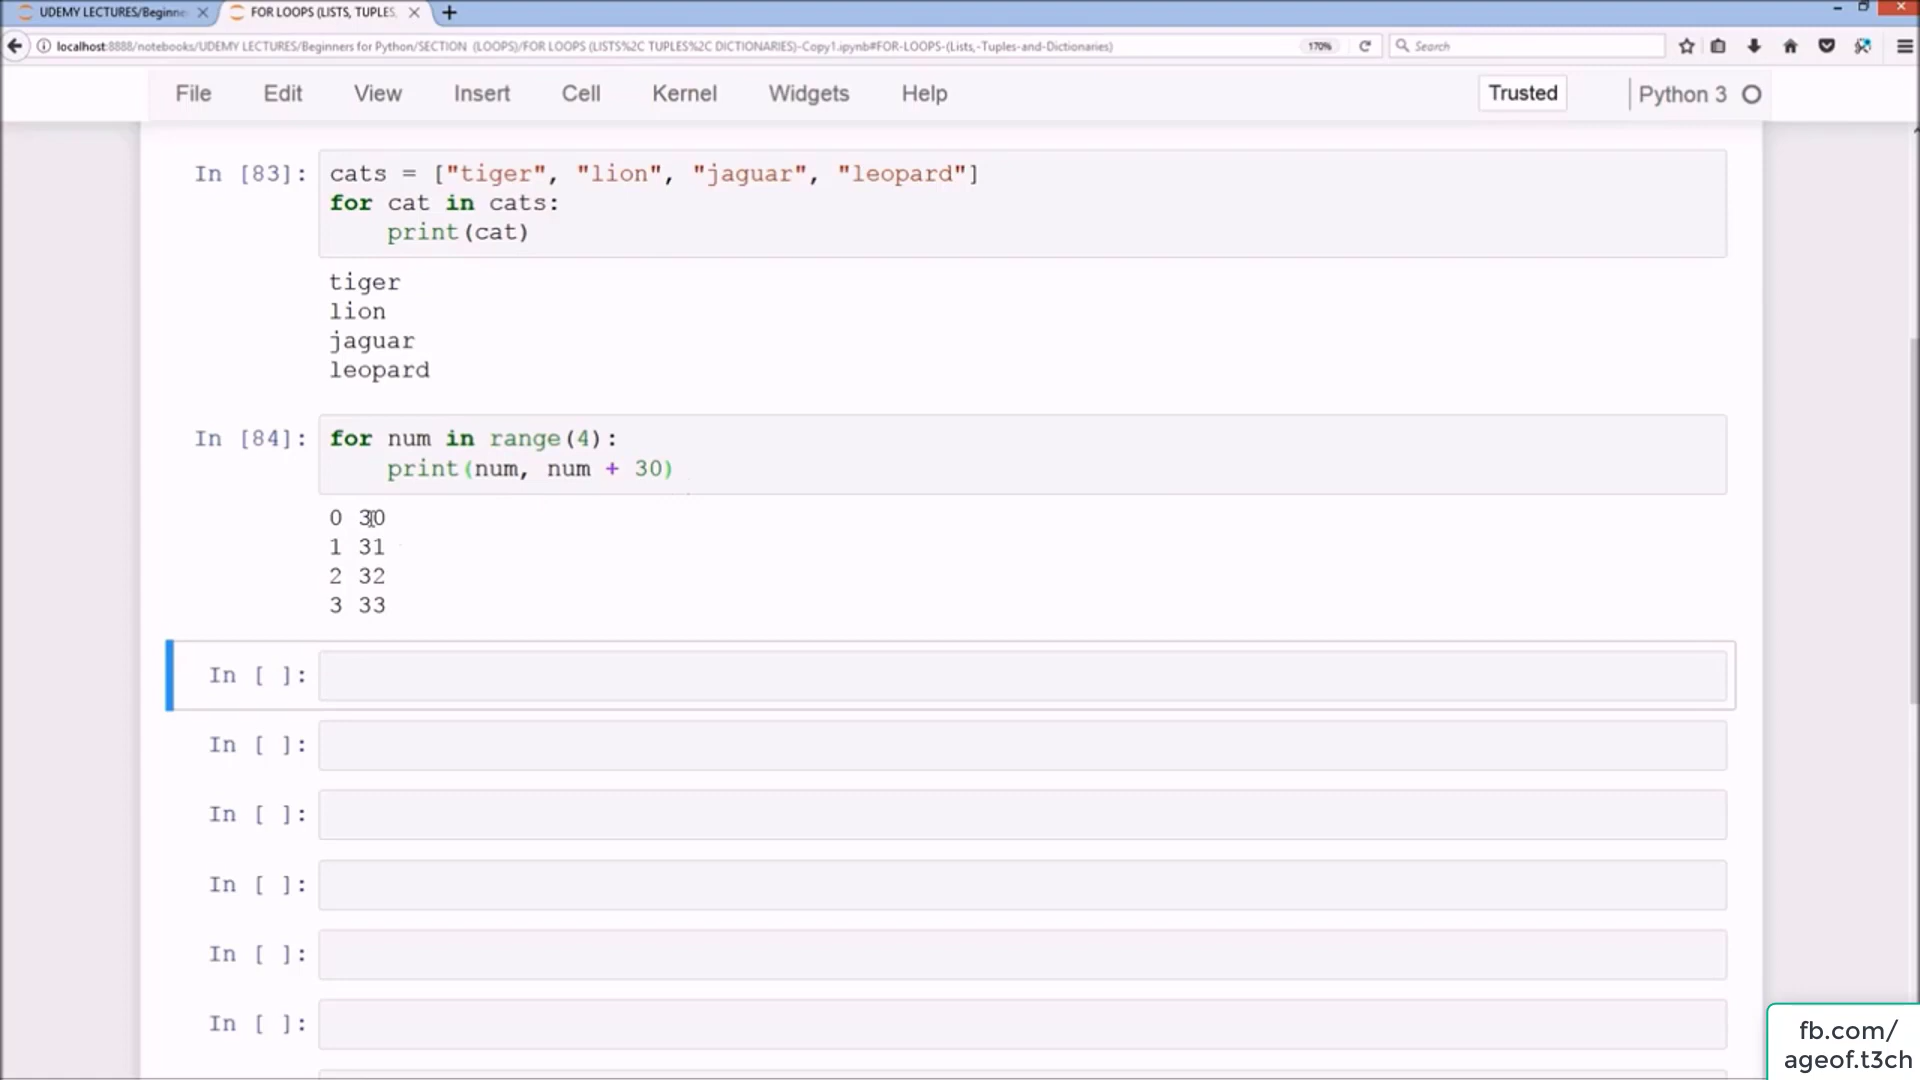 UDEMY LECTURES/Beginne
FOR LOOPS (LISTS, TUPLES,
localhost:8888/notebooks/UDEMY LECTURES/Beginners for Python/SECTION (LOOPS)/FOR LOOPS (LISTS%2C TUPLES%2C DICTIONARIES)-Copy1.ipynb#FOR-LOOPS-(Lists,-Tuples-and-Dictionaries)
170%
Search
File Edit View Insert Cell Kernel Widgets Help
Trusted
Python 3
In [83]:
cats = ["tiger", "lion", "jaguar", "leopard"]
for cat in cats:
    print(cat)
tiger
lion
jaguar
leopard
In [84]:
for num in range(4):
    print(num, num + 30)
0 30
1 31
2 32
3 33
In [ ]:
In [ ]:
In [ ]:
In [ ]:
In [ ]:
In [ ]:
fb.com/
ageof.t3ch